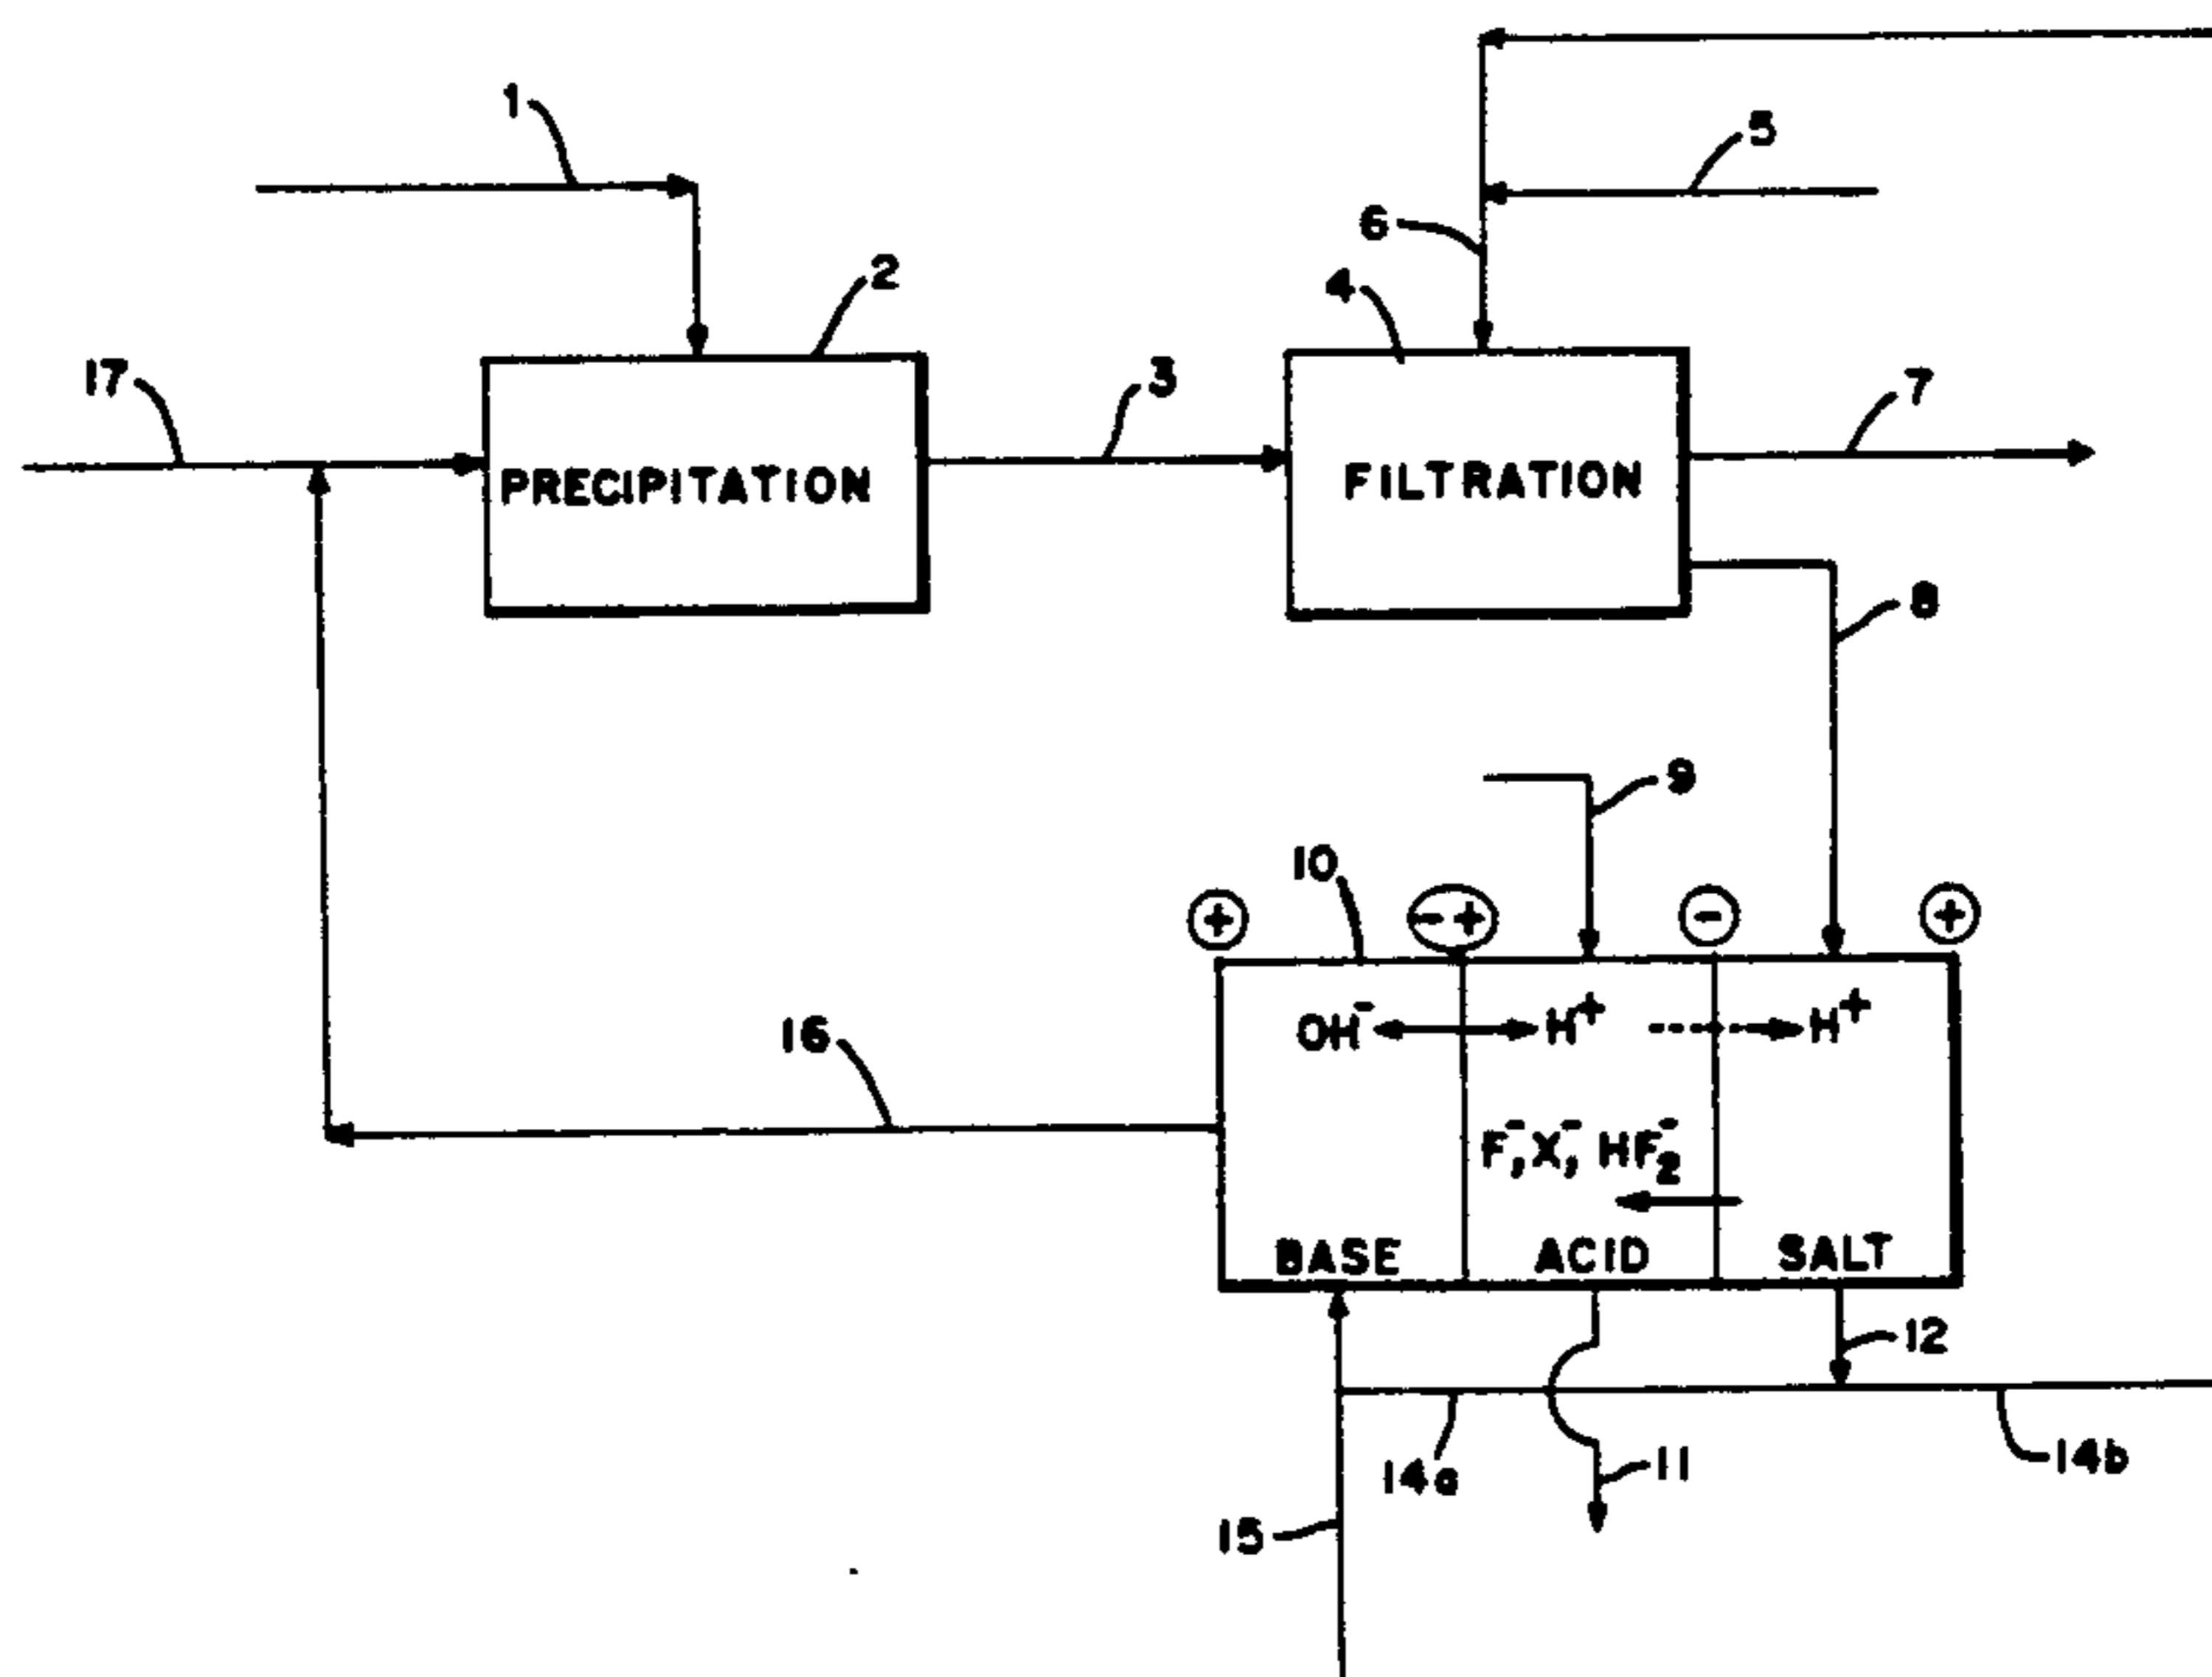 1
5
6
2
4
17
3
7
PRECIPITATION
FILTRATION
8
9
10
+
- +
-
+
OH⁻
H⁺
H⁺
16
F⁻, X⁻, HF₂⁻
BASE
ACID
SALT
12
14a
11
14b
15